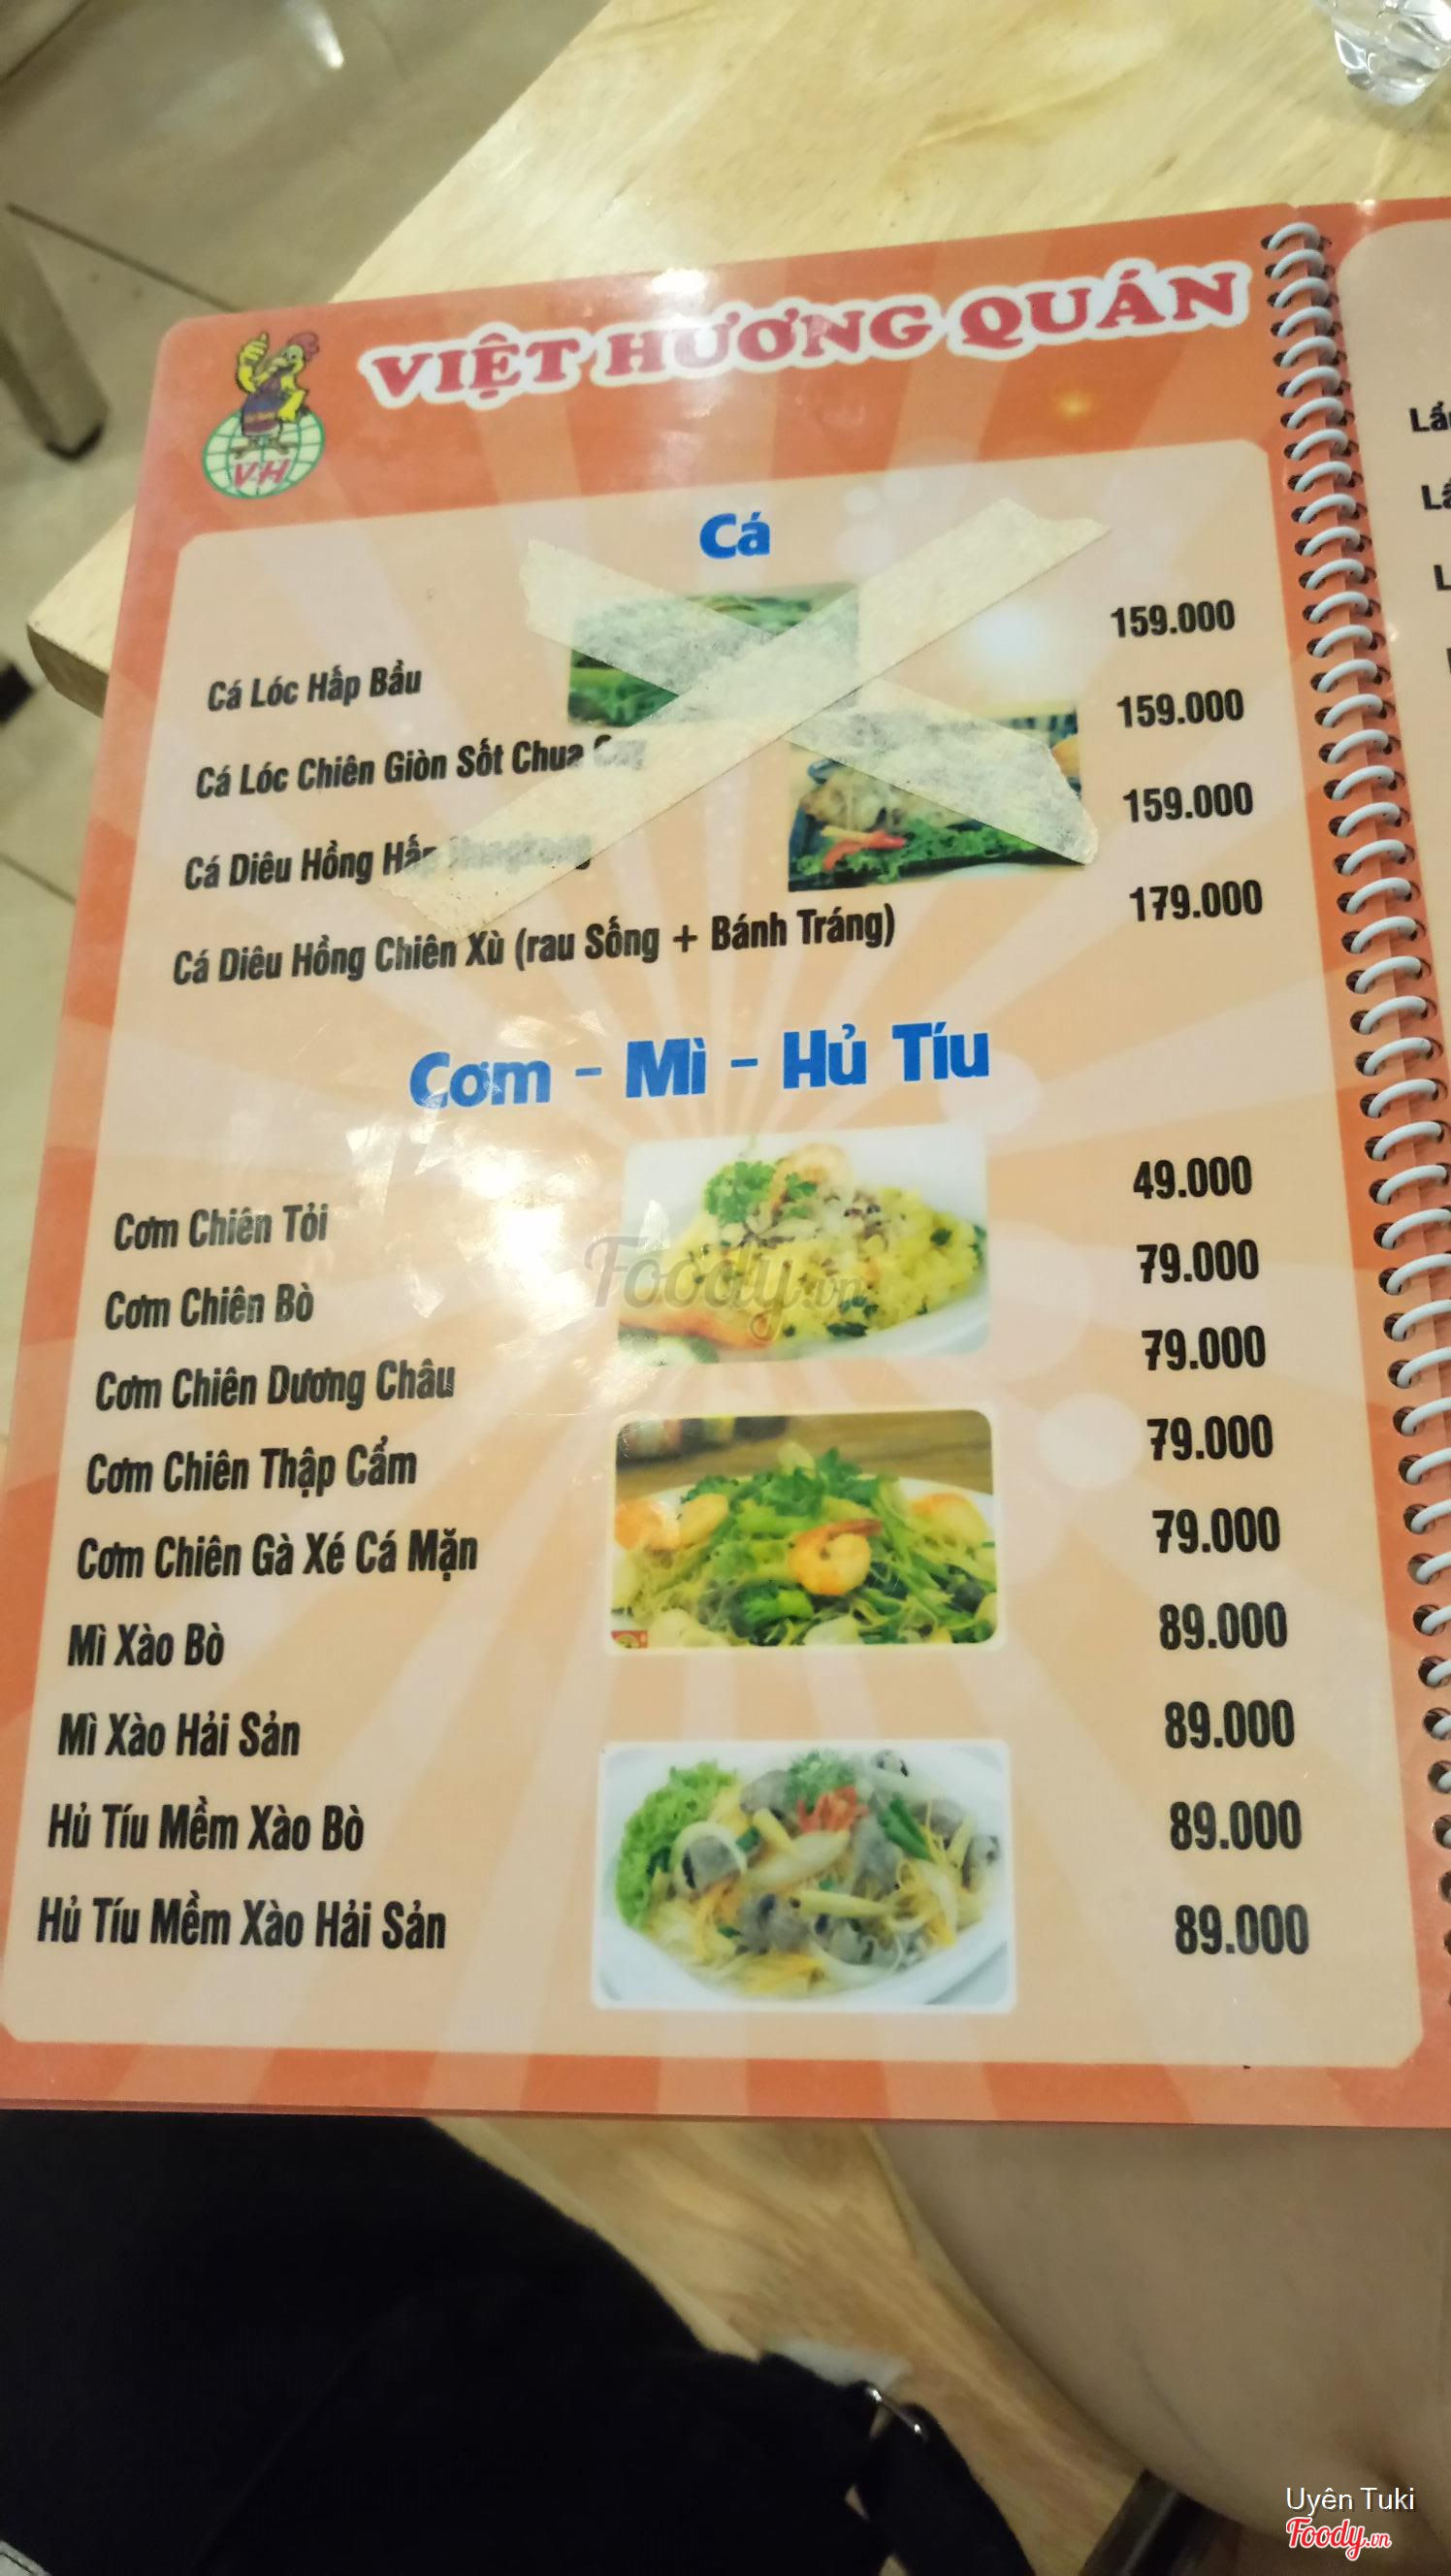 VIỆT HƯƠNG QUÁN
V-H
Cá
Cá Lóc Hấp Bầu 159.000
Cá Lóc Chiên Giòn Sốt Chua 159.000
Cá Diêu Hồng Hấp 159.000
Cá Diêu Hồng Chiên Xù (rau Sống + Bánh Tráng) 179.000
Cơm - Mì - Hủ Tíu
Cơm Chiên Tỏi 49.000
Cơm Chiên Bò 79.000
Cơm Chiên Dương Châu 79.000
Cơm Chiên Thập Cẩm 79.000
Cơm Chiên Gà Xé Cá Mặn 79.000
Mì Xào Bò 89.000
Mì Xào Hải Sản 89.000
Hủ Tíu Mềm Xào Bò 89.000
Hủ Tíu Mềm Xào Hải Sản 89.000
Foody.vn
Uyên Tuki
Foody.vn